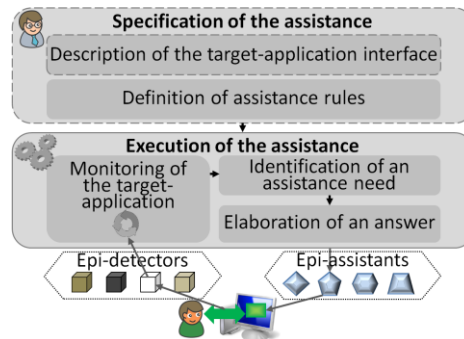 Specification of the assistance
Description of the target-application interface
Definition of assistance rules
Execution of the assistance
Monitoring of
the target-
application
Identification of an
assistance need
Elaboration of an answer
Epi-detectors
Epi-assistants